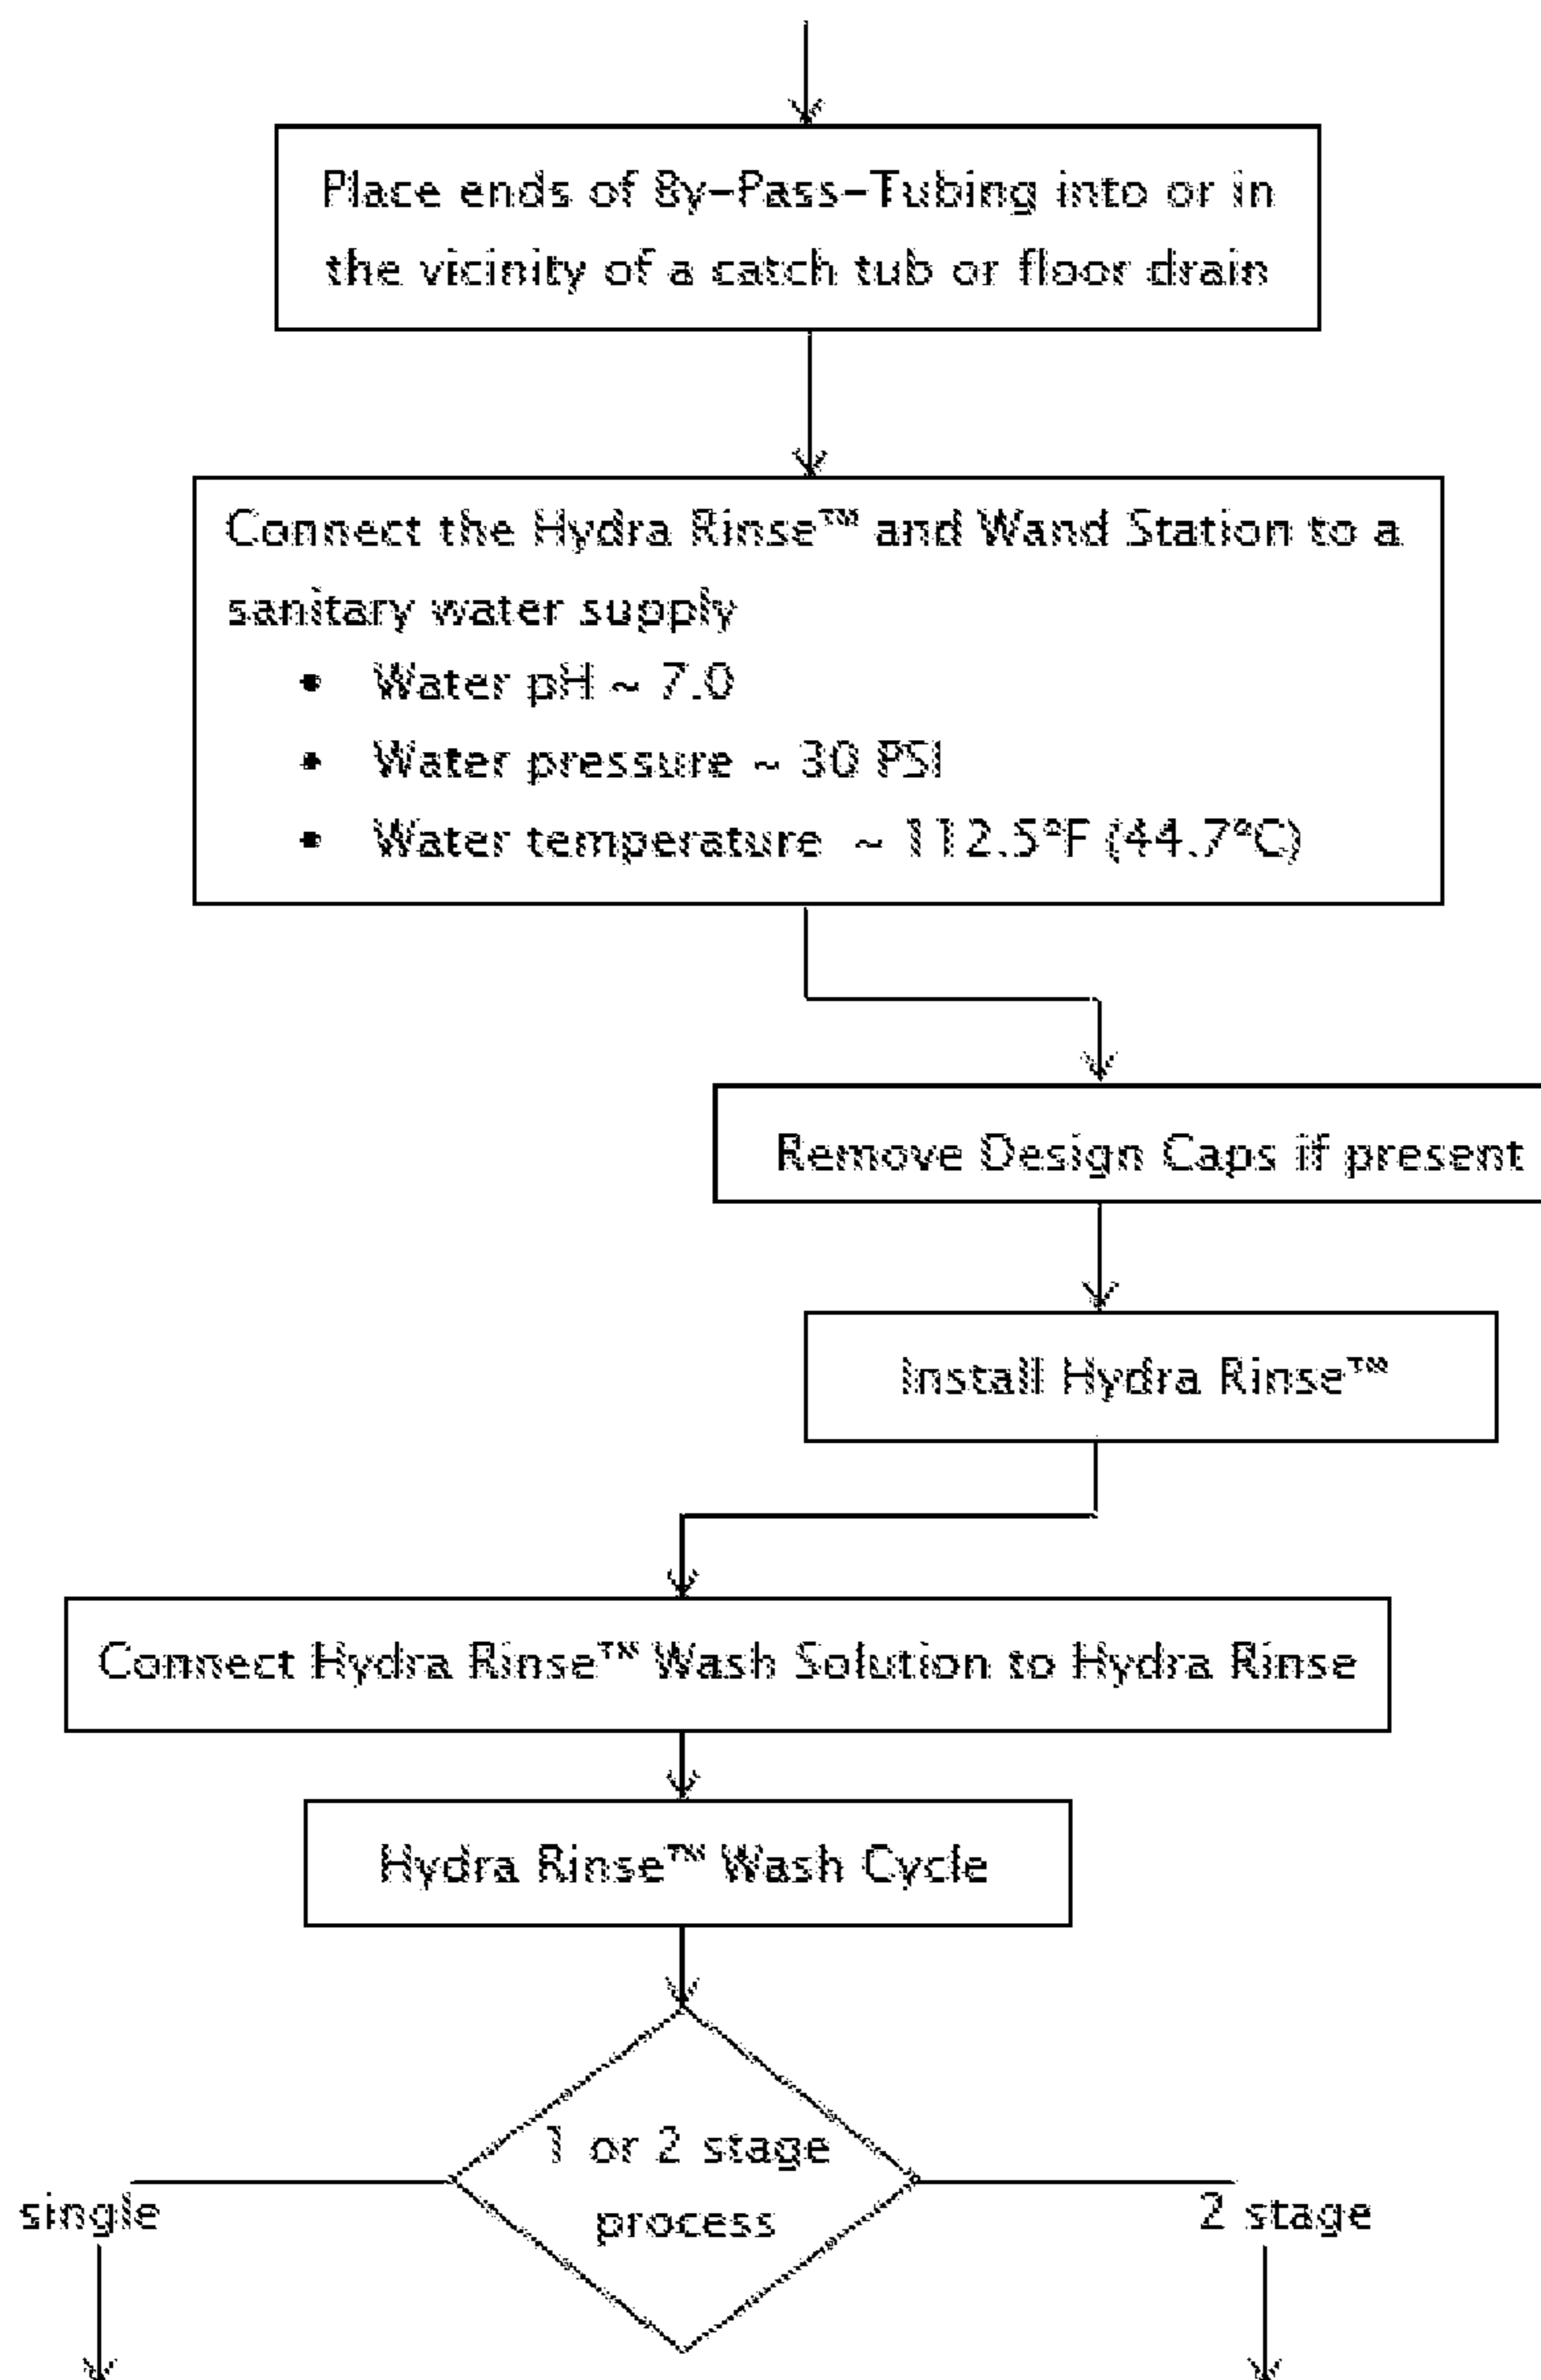 Place ends of By-Pass-Tubing into or in
the vicinity of a catch tub or floor drain
Connect the Hydra Rinse™ and Wand Station to a
sanitary water supply
• Water pH ~ 7.0
• Water pressure ~ 30 PSI
• Water temperature ~ 112.5°F (44.7°C)
Remove Design Caps if present
Install Hydra Rinse™
Connect Hydra Rinse™ Wash Solution to Hydra Rinse
Hydra Rinse™ Wash Cycle
1 or 2 stage
process
single
2 stage